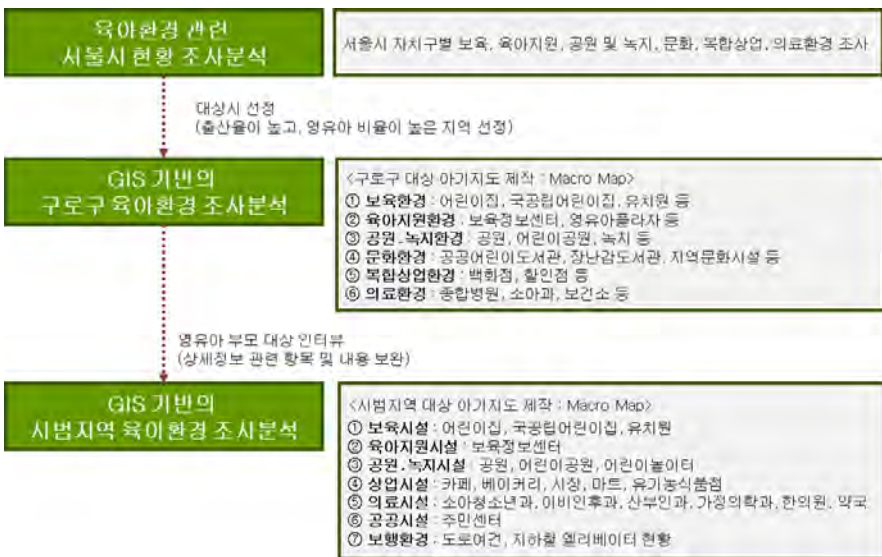 육아환경 관련
서울시 현황 조사분석
서울시 자치구별 보육, 육아지원, 공원 및 녹지, 문화, 복합상업, 의료환경 조사
대상시 선정
(출산율이 높고, 영유아 비율이 높은 지역 선정)
GIS 기반의
구로구 육아환경 조사분석
<구로구 대상 아기지도 제작 : Macro Map>
① 보육환경 : 어린이집, 국공립어린이집, 유치원 등
② 육아지원환경 : 보육정보센터, 영유아플라자 등
③ 공원.녹지환경 : 공원, 어린이공원, 녹지 등
④ 문화환경 : 공공어린이도서관, 장난감도서관, 지역문화시설 등
⑤ 복합상업환경 : 백화점, 할인점 등
⑥ 의료환경 : 종합병원, 소아과, 보건소 등
영유아 부모 대상 인터뷰
(상세정보 관련 항목 및 내용 보완)
GIS 기반의
시범지역 육아환경 조사분석
<시범지역 대상 아기지도 제작 : Macro Map>
① 보육시설 : 어린이집, 국공립어린이집, 유치원
② 육아지원시설 : 보육정보센터
③ 공원.녹지시설 : 공원, 어린이공원, 어린이놀이터
④ 상업시설 : 카페, 베이커리, 시장, 마트, 유기농식품점
⑤ 의료시설 : 소아청소년과, 이비인후과, 산부인과, 가정의학과, 한의원, 약국
⑥ 공공시설 : 주민센터
⑦ 보행환경 : 도로여건, 지하철 엘리베이터 현황